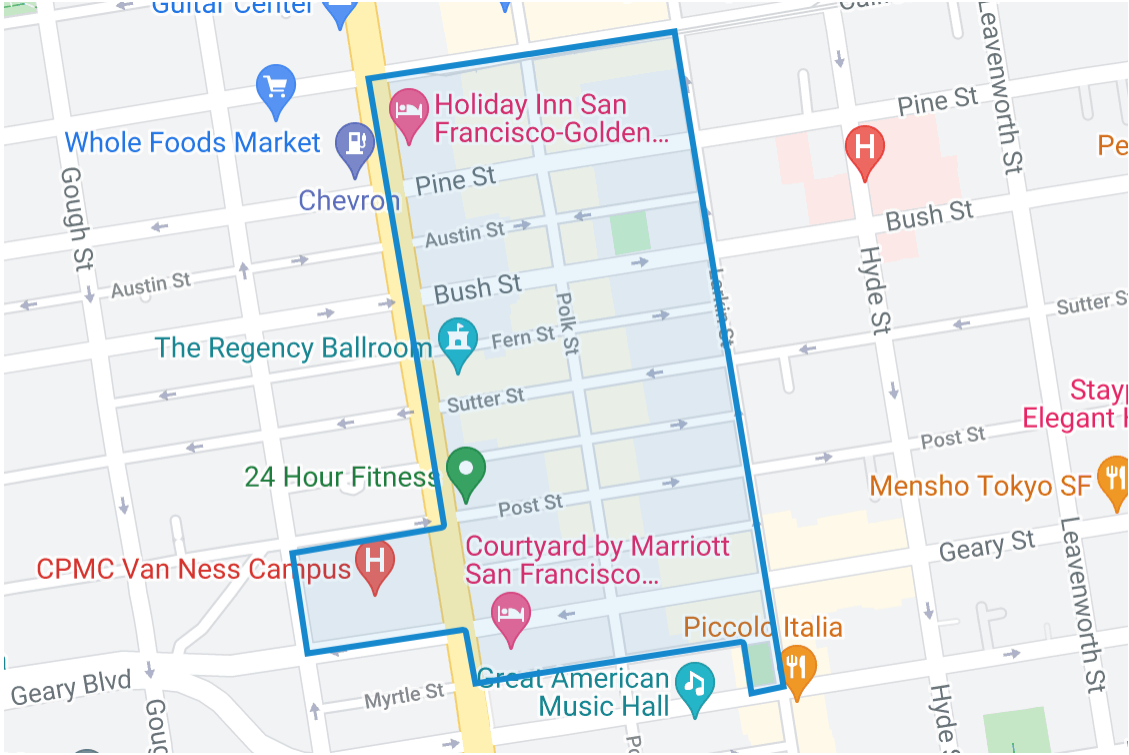 Guitar Center
Holiday Inn San
Francisco-Golden...
Whole Foods Market
Chevron
Pine St
Pine St
Leavenworth St
H
Pe
Gough St
Austin St
Austin St
Bush St
Bush St
Hyde St
Larkin St
Polk St
Fern St
Sutter S
The Regency Ballroom
Sutter St
Stayp
Elegant H
Post St
24 Hour Fitness
Mensho Tokyo SF
Post St
Geary St
Leavenworth St
Courtyard by Marriott
San Francisco...
H
CPMC Van Ness Campus
Piccolo Italia
Geary Blvd
Myrtle St
Great American
Music Hall
Goug
Hyde S
Po